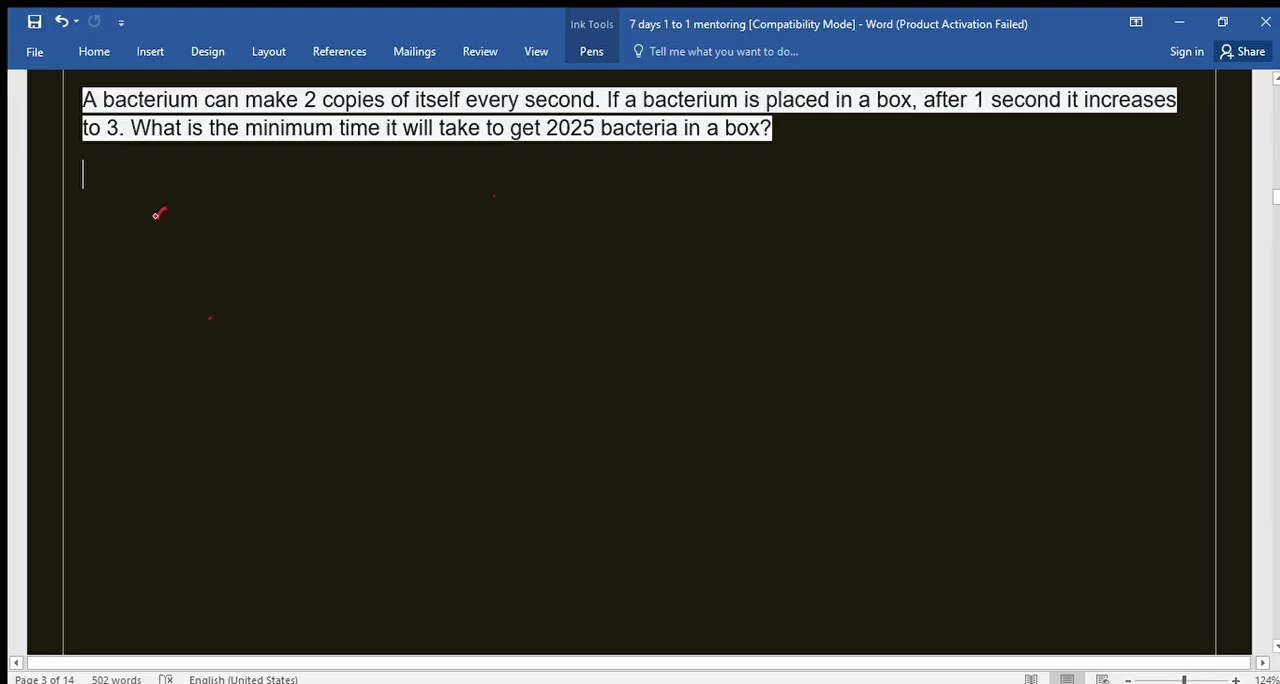 Ink Tools
7 days 1 to 1 mentoring [Compatibility Mode] - Word (Product Activation Failed)
File Home Insert Design Layout References Mailings Review View Pens Tell me what you want to do... Sign in Share
A bacterium can make 2 copies of itself every second. If a bacterium is placed in a box, after 1 second it increases
to 3. What is the minimum time it will take to get 2025 bacteria in a box?
Page 3 of 14 502 words English (United States) 124%